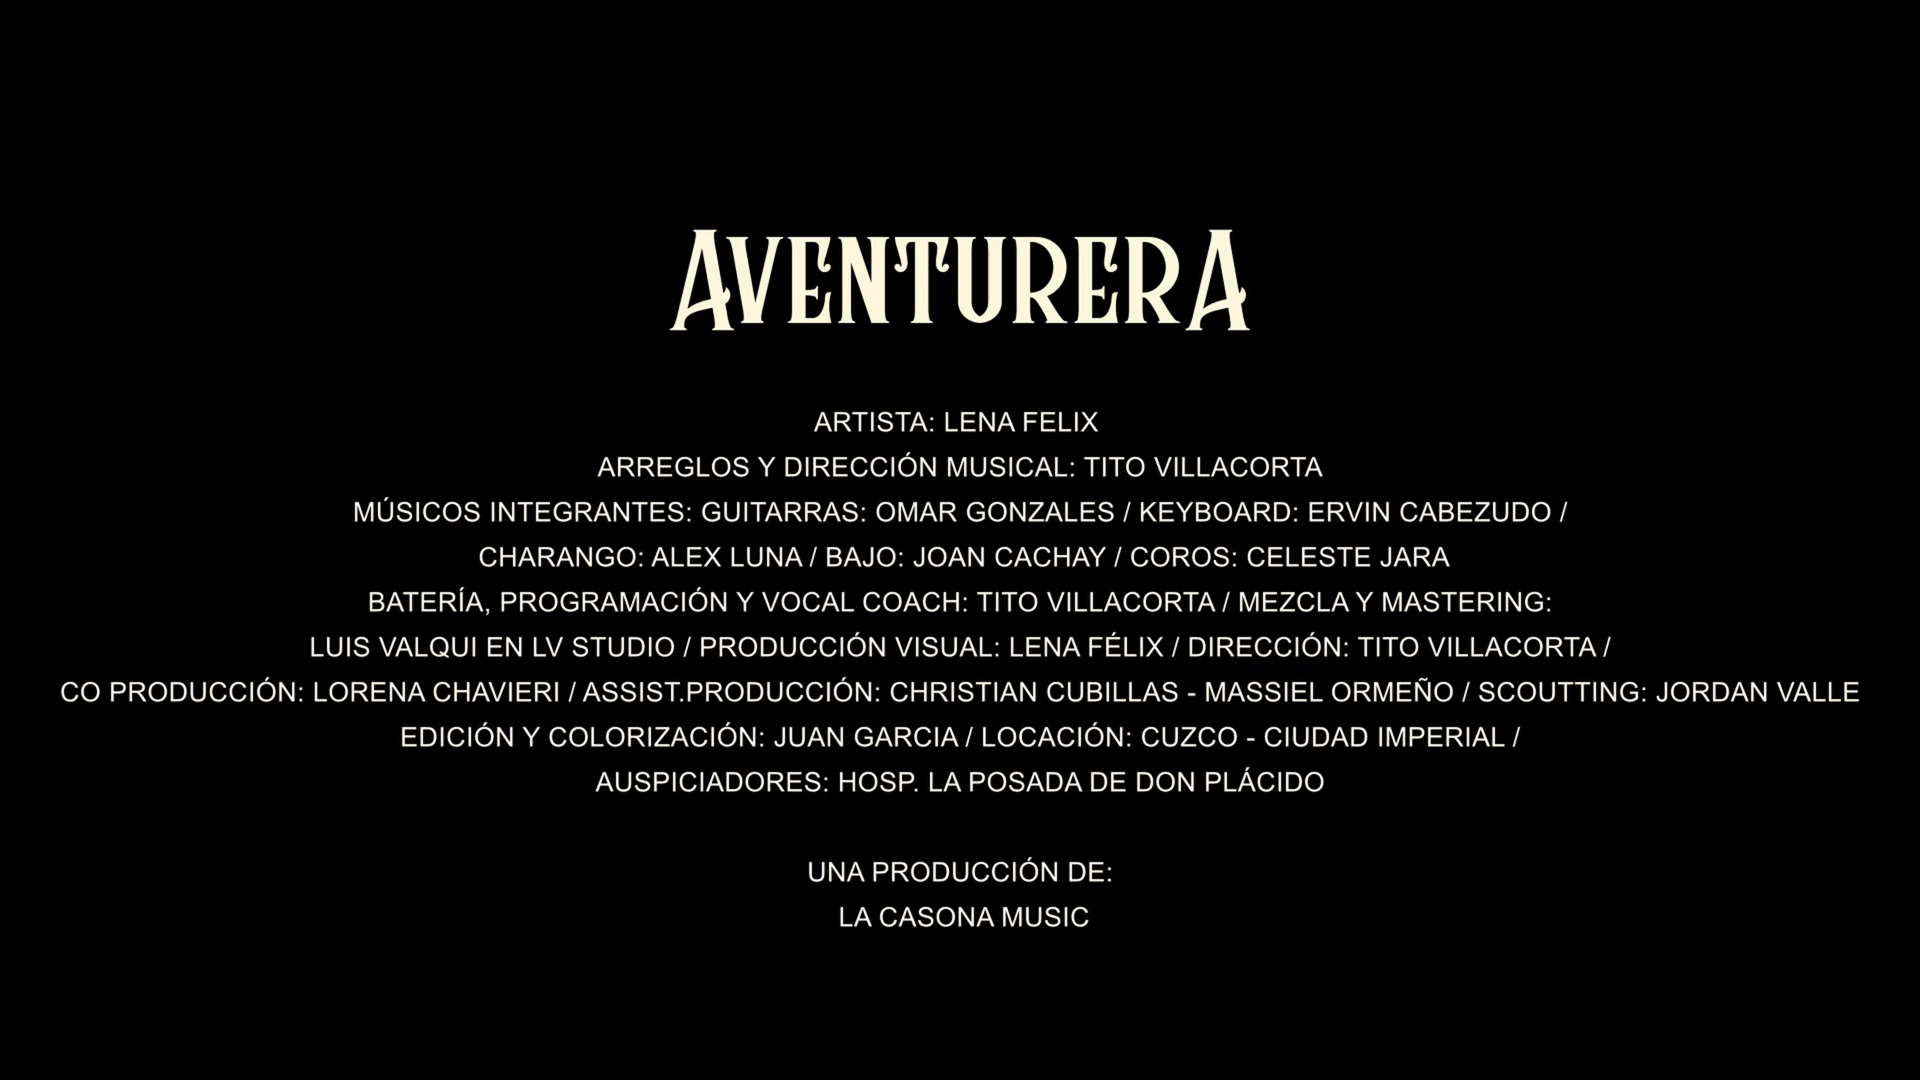 AVENTURERA
ARTISTA: LENA FELIX
ARREGLOS Y DIRECCIÓN MUSICAL: TITO VILLACORTA
MÚSICOS INTEGRANTES: GUITARRAS: OMAR GONZALES / KEYBOARD: ERVIN CABEZUDO /
CHARANGO: ALEX LUNA / BAJO: JOAN CACHAY / COROS: CELESTE JARA
BATERÍA, PROGRAMACIÓN Y VOCAL COACH: TITO VILLACORTA / MEZCLA Y MASTERING:
LUIS VALQUI EN LV STUDIO / PRODUCCIÓN VISUAL: LENA FÉLIX / DIRECCIÓN: TITO VILLACORTA /
CO PRODUCCIÓN: LORENA CHAVIERI / ASSIST.PRODUCCIÓN: CHRISTIAN CUBILLAS - MASSIEL ORMEÑO / SCOUTTING: JORDAN VALLE
EDICIÓN Y COLORIZACIÓN: JUAN GARCIA / LOCACIÓN: CUZCO - CIUDAD IMPERIAL /
AUSPICIADORES: HOSP. LA POSADA DE DON PLÁCIDO
UNA PRODUCCIÓN DE:
LA CASONA MUSIC